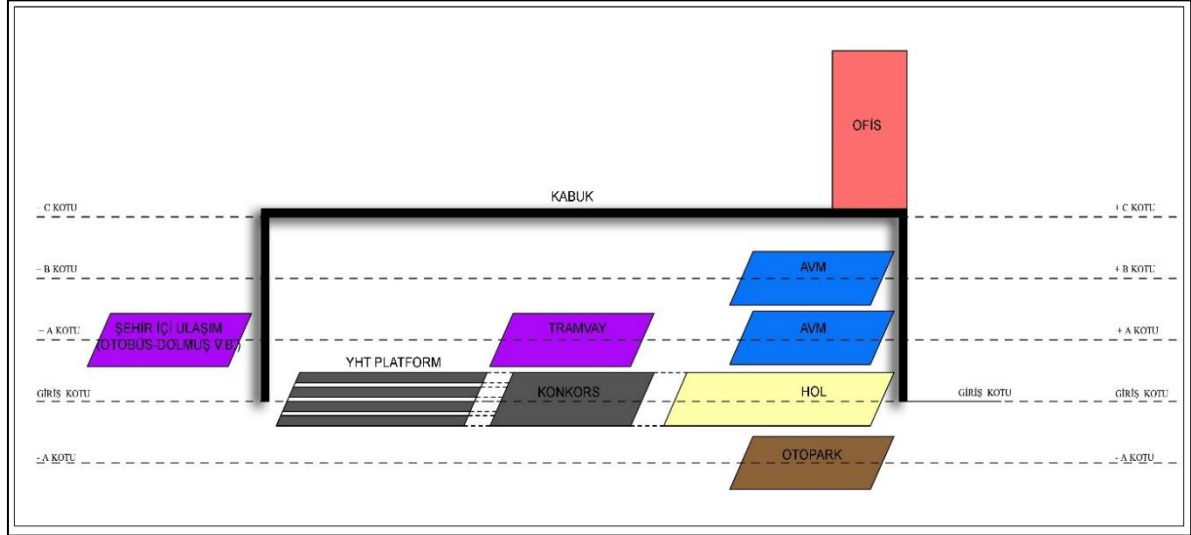 OFİS
KABUK
– C KOTU
+ C KOTU
– B KOTU
AVM
+ B KOTU
ŞEHİR İÇİ ULAŞIM
(OTOBÜS-DOLMUŞ V.B.)
– A KOTU
TRAMVAY
AVM
+ A KOTU
YHT PLATFORM
GİRİŞ KOTU
KONKORS
HOL
GİRİŞ KOTU
GİRİŞ KOTU
- A KOTU
OTOPARK
- A KOTU